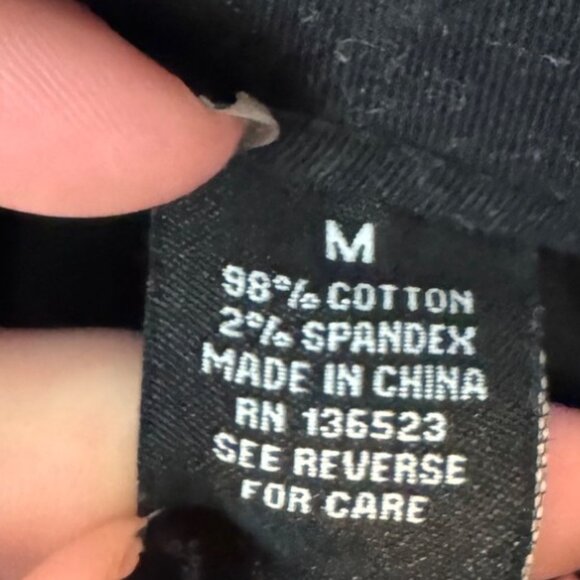 M
98% COTTON
2% SPANDEX
MADE IN CHINA
RN 136523
SEE REVERSE
FOR CARE